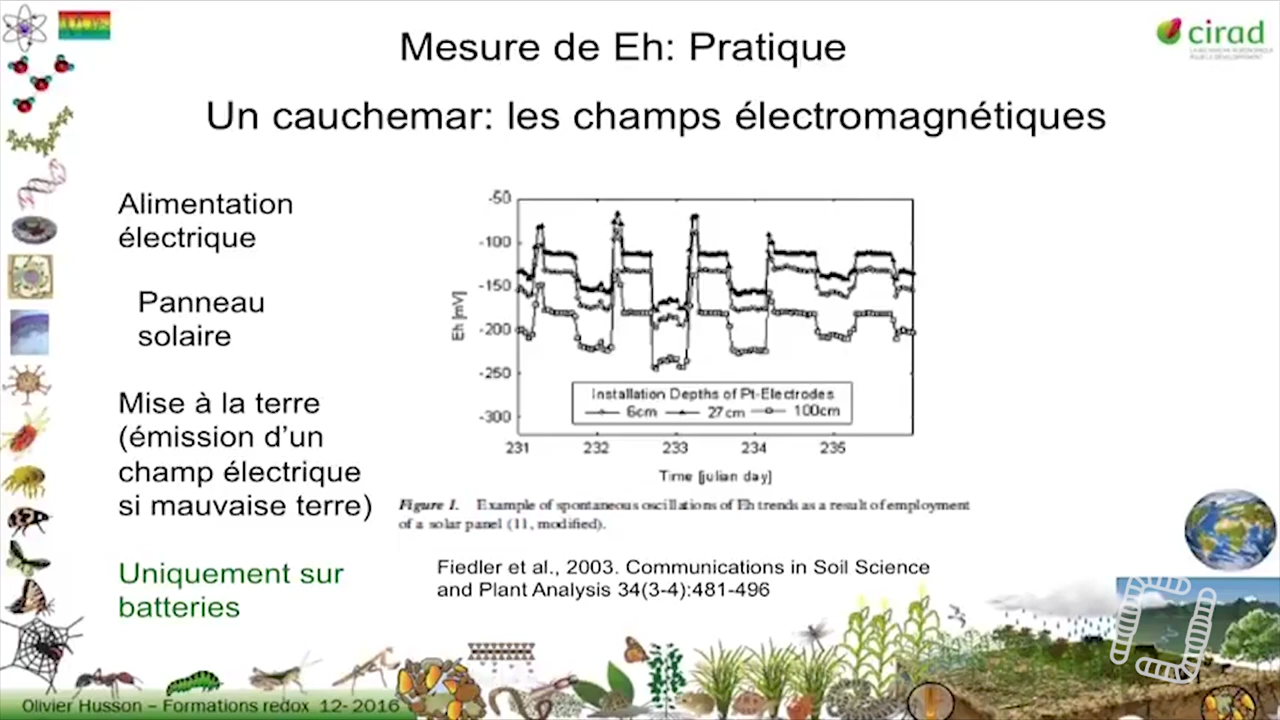 Mesure de Eh: Pratique
cirad
Un cauchemar: les champs électromagnétiques
Alimentation
électrique
Panneau
solaire
Mise à la terre
(émission d'un
champ électrique
si mauvaise terre)
Uniquement sur
batteries
-50
-100
-150
-200
-250
-300
Eh [mV]
Installation Depths of Pt-Electrodes
6cm 27cm 100cm
231 232 233 234 235
Time [julian day]
Figure 1. Example of spontaneous oscillations of Eh trends as a result of employment
of a solar panel (11, modified).
Fiedler et al., 2003. Communications in Soil Science
and Plant Analysis 34(3-4):481-496
Olivier Husson – Formations redox 12- 2016